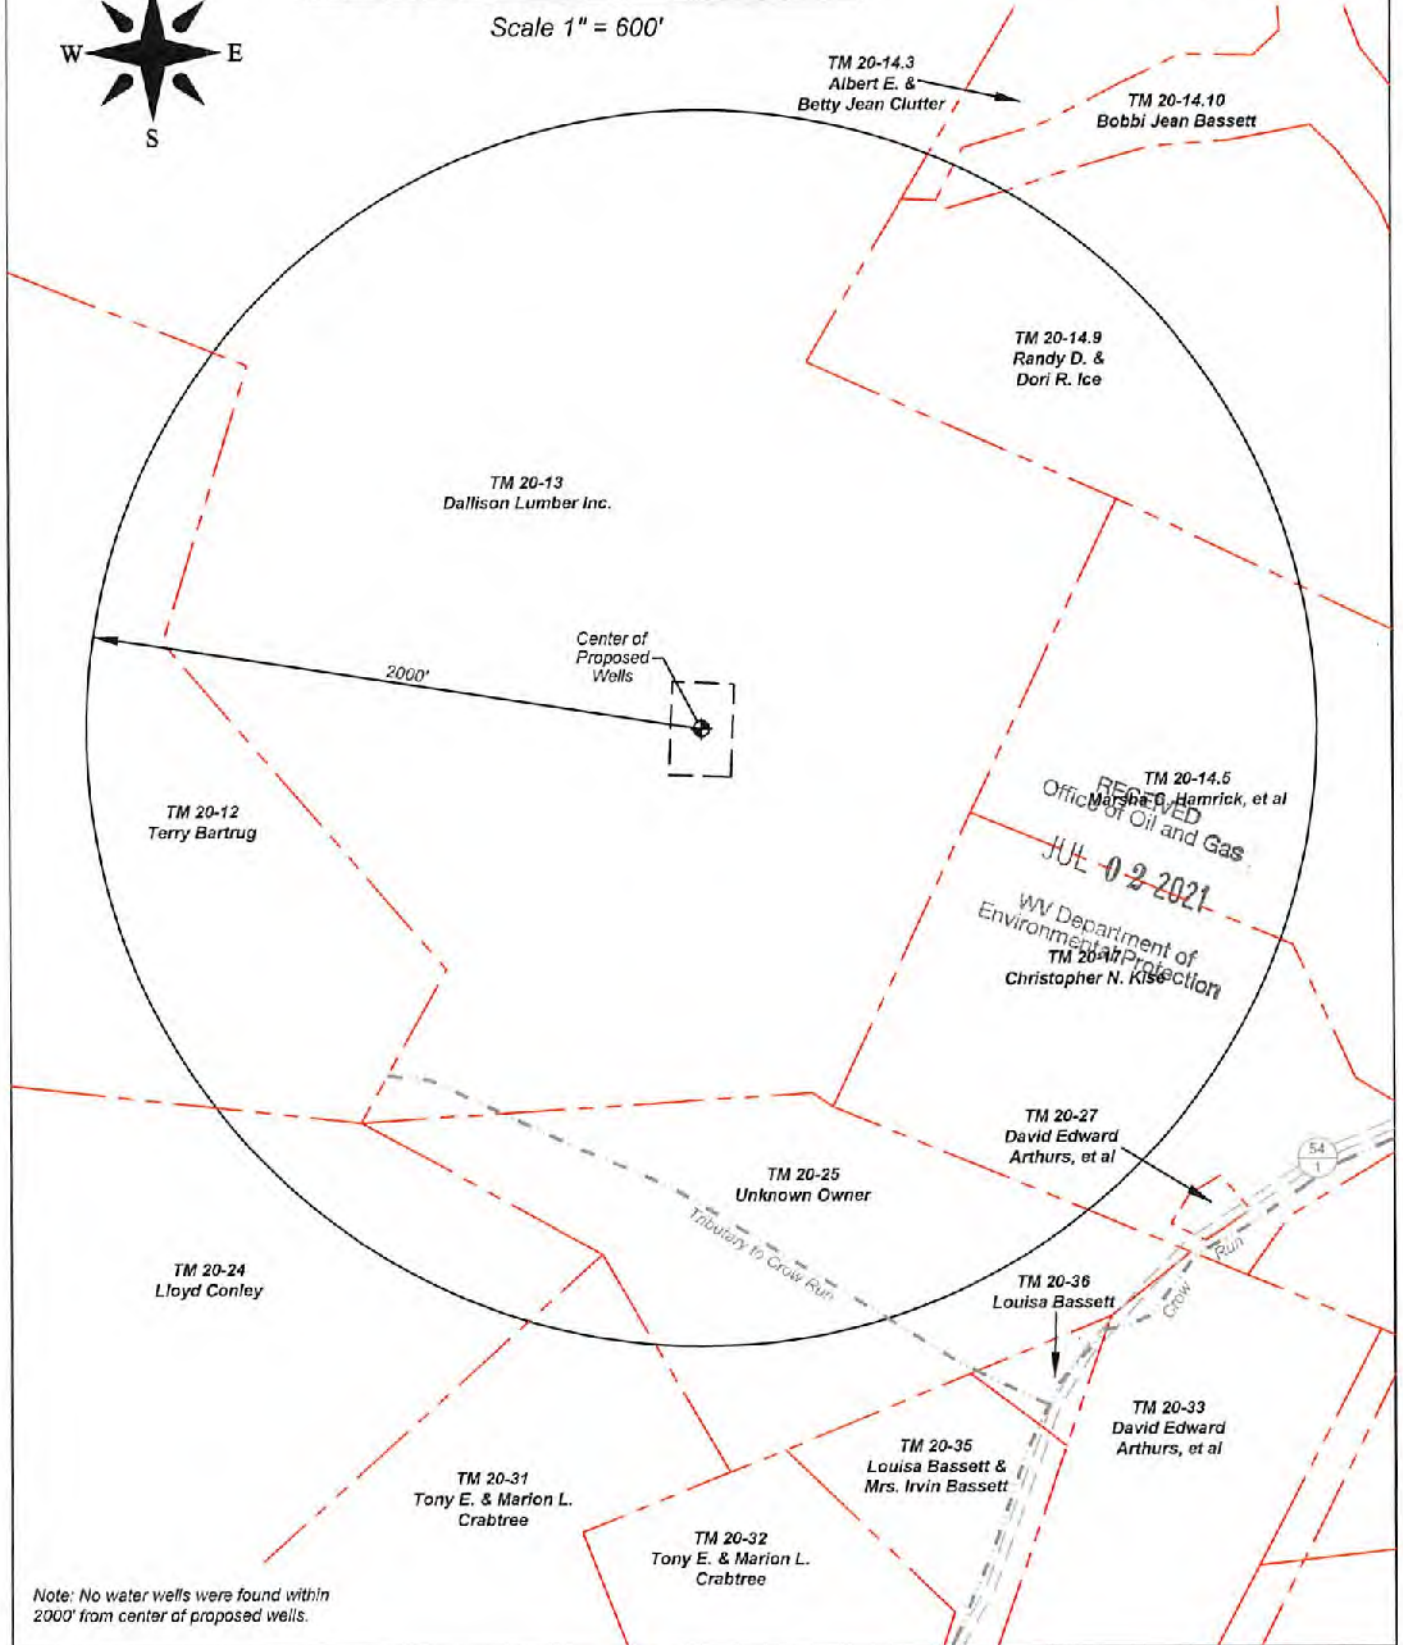 Scale 1" = 600'
W
E
S
TM 20-14.3
Albert E. &
Betty Jean Clutter
TM 20-14.10
Bobbi Jean Bassett
TM 20-14.9
Randy D. &
Dori R. Ice
TM 20-13
Dallison Lumber Inc.
Center of
Proposed
Wells
2000'
TM 20-12
Terry Bartrug
TM 20-14.5
Marsha C. Hamrick, et al
RECEIVED
Office of Oil and Gas
JUL 02 2021
WV Department of
Environmental Protection
TM 20-17
Christopher N. Kise
TM 20-27
David Edward
Arthurs, et al
54
1
TM 20-25
Unknown Owner
Tributary to Crow Run
Crow
Run
TM 20-24
Lloyd Conley
TM 20-36
Louisa Bassett
TM 20-33
David Edward
Arthurs, et al
TM 20-35
Louisa Bassett &
Mrs. Irvin Bassett
TM 20-31
Tony E. & Marion L.
Crabtree
TM 20-32
Tony E. & Marion L.
Crabtree
Note: No water wells were found within
2000' from center of proposed wells.